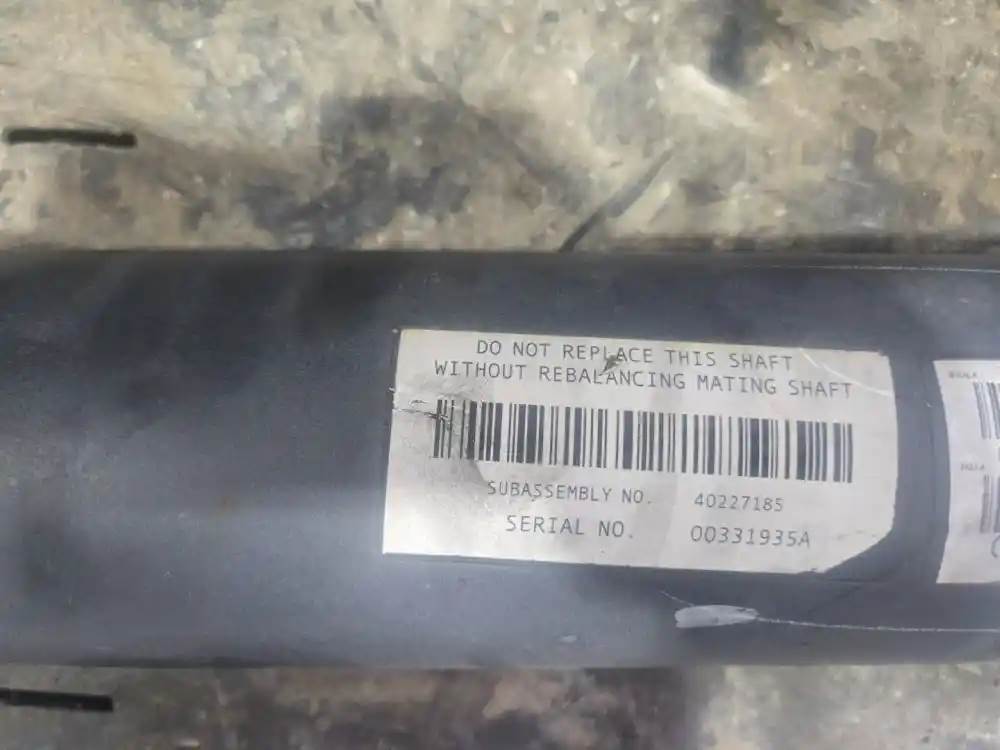 DO NOT REPLACE THIS SHAFT
WITHOUT REBALANCING MATING SHAFT
SUBASSEMBLY NO. 40227185
SERIAL NO. 00331935A